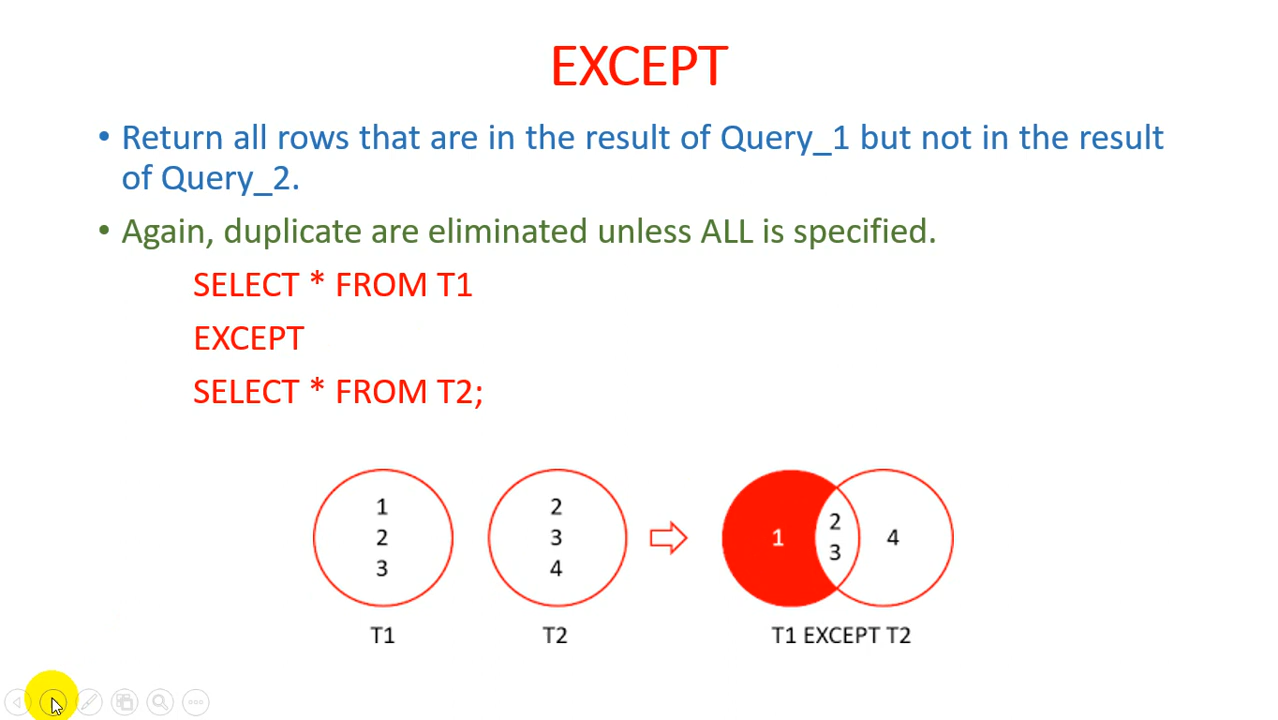 EXCEPT
• Return all rows that are in the result of Query_1 but not in the result
of Query_2.
• Again, duplicate are eliminated unless ALL is specified.
SELECT * FROM T1
EXCEPT
SELECT * FROM T2;
1
2
3
2
3
4
1
2
3
4
T1
T2
T1 EXCEPT T2